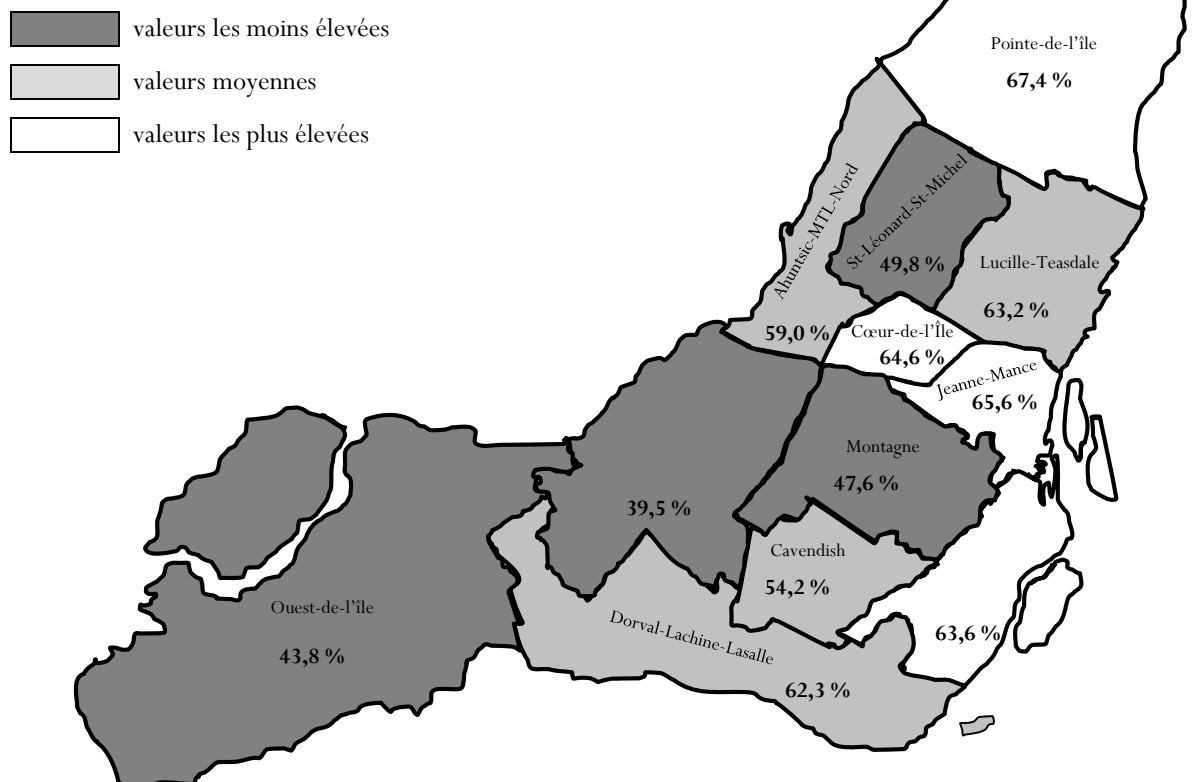 valeurs les moins élevées
valeurs moyennes
valeurs les plus élevées
Pointe-de-l’île
67,4 %
Ahuntsic-MTL-Nord
59,0 %
St-Léonard-St-Michel
49,8 %
Lucille-Teasdale
63,2 %
Cœur-de-l’Île
64,6 %
Jeanne-Mance
65,6 %
Montagne
47,6 %
39,5 %
Cavendish
54,2 %
Ouest-de-l’île
43,8 %
Dorval-Lachine-Lasalle
62,3 %
63,6 %